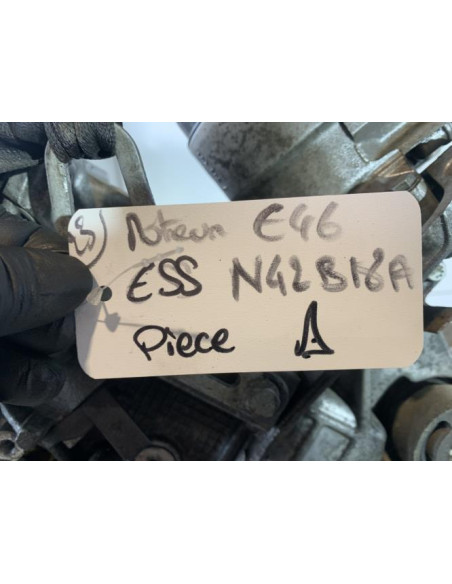 Moteur E46
ESS N42B18A
Piece A